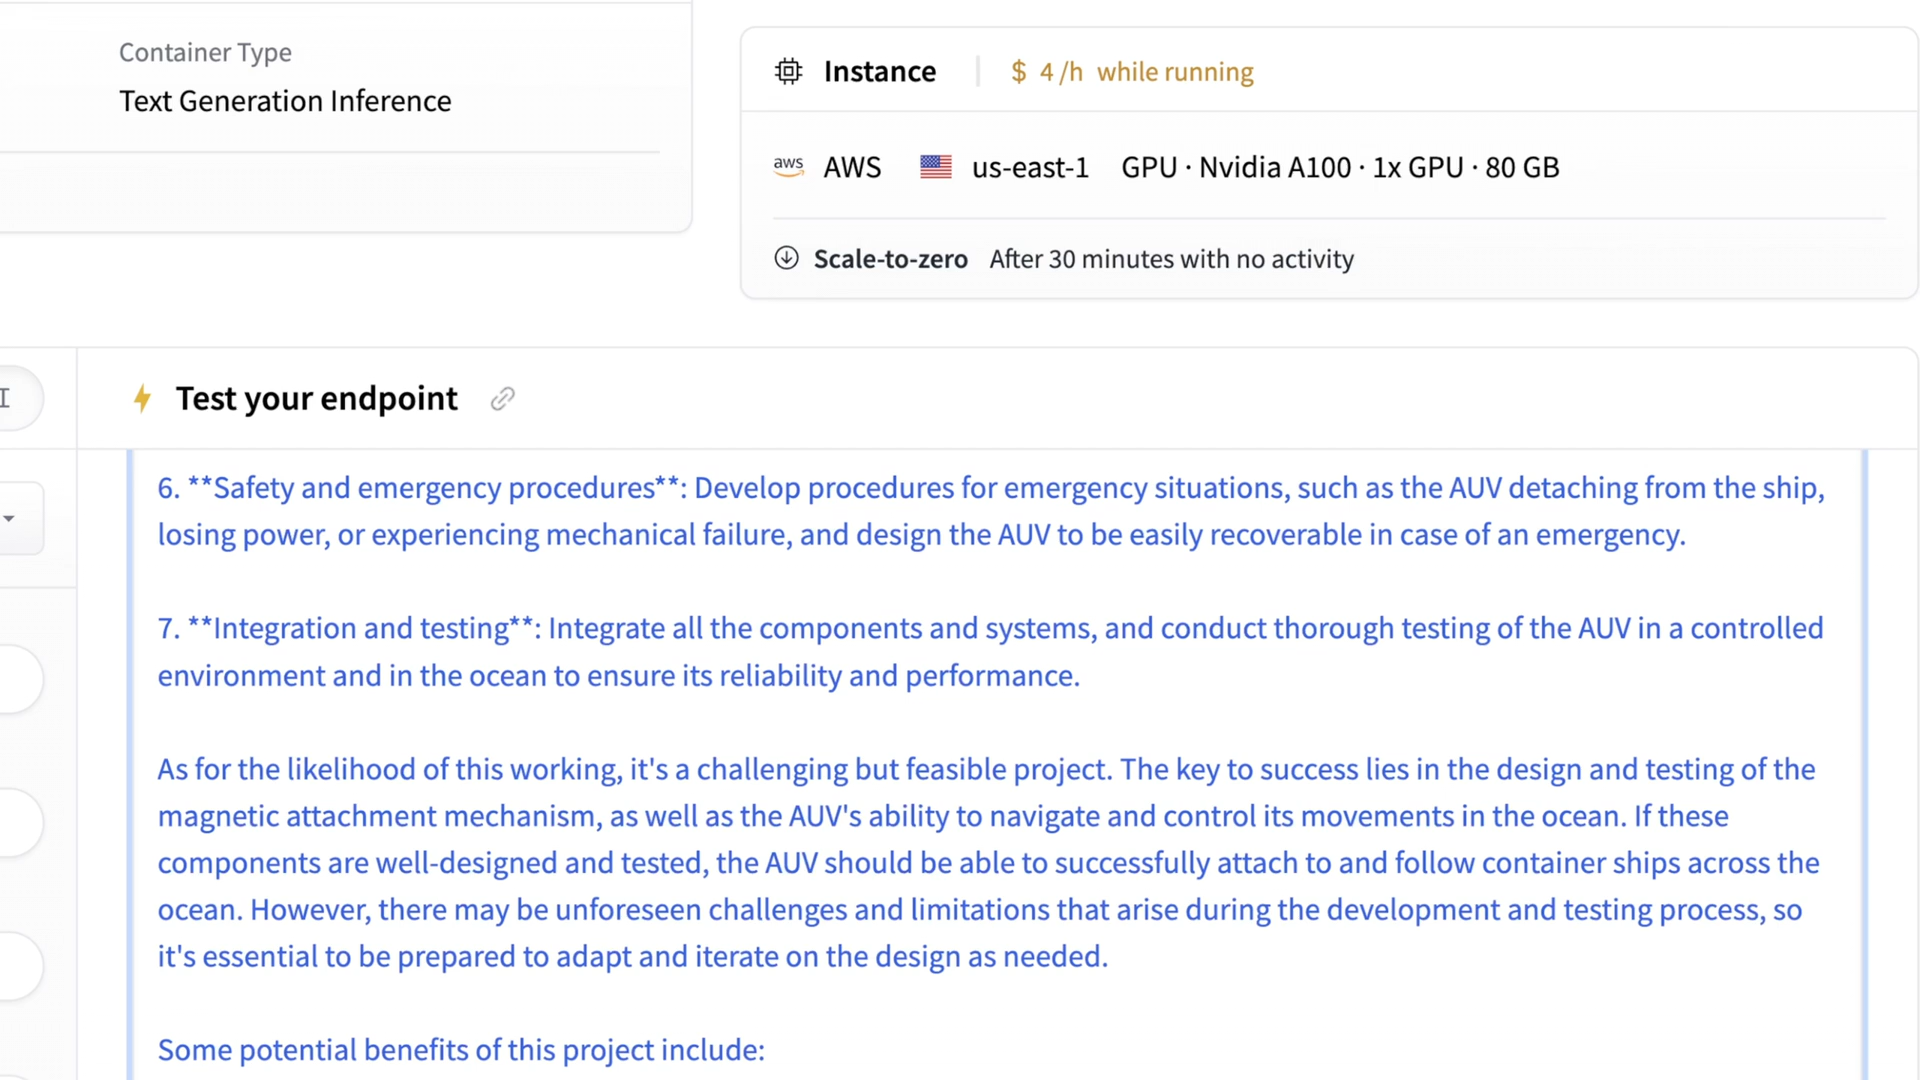 Container Type
Text Generation Inference
Instance $ 4 /h while running
aws AWS us-east-1 GPU · Nvidia A100 · 1x GPU · 80 GB
Scale-to-zero After 30 minutes with no activity
I
Test your endpoint
6. **Safety and emergency procedures**: Develop procedures for emergency situations, such as the AUV detaching from the ship,
losing power, or experiencing mechanical failure, and design the AUV to be easily recoverable in case of an emergency.
7. **Integration and testing**: Integrate all the components and systems, and conduct thorough testing of the AUV in a controlled
environment and in the ocean to ensure its reliability and performance.
As for the likelihood of this working, it's a challenging but feasible project. The key to success lies in the design and testing of the
magnetic attachment mechanism, as well as the AUV's ability to navigate and control its movements in the ocean. If these
components are well-designed and tested, the AUV should be able to successfully attach to and follow container ships across the
ocean. However, there may be unforeseen challenges and limitations that arise during the development and testing process, so
it's essential to be prepared to adapt and iterate on the design as needed.
Some potential benefits of this project include: